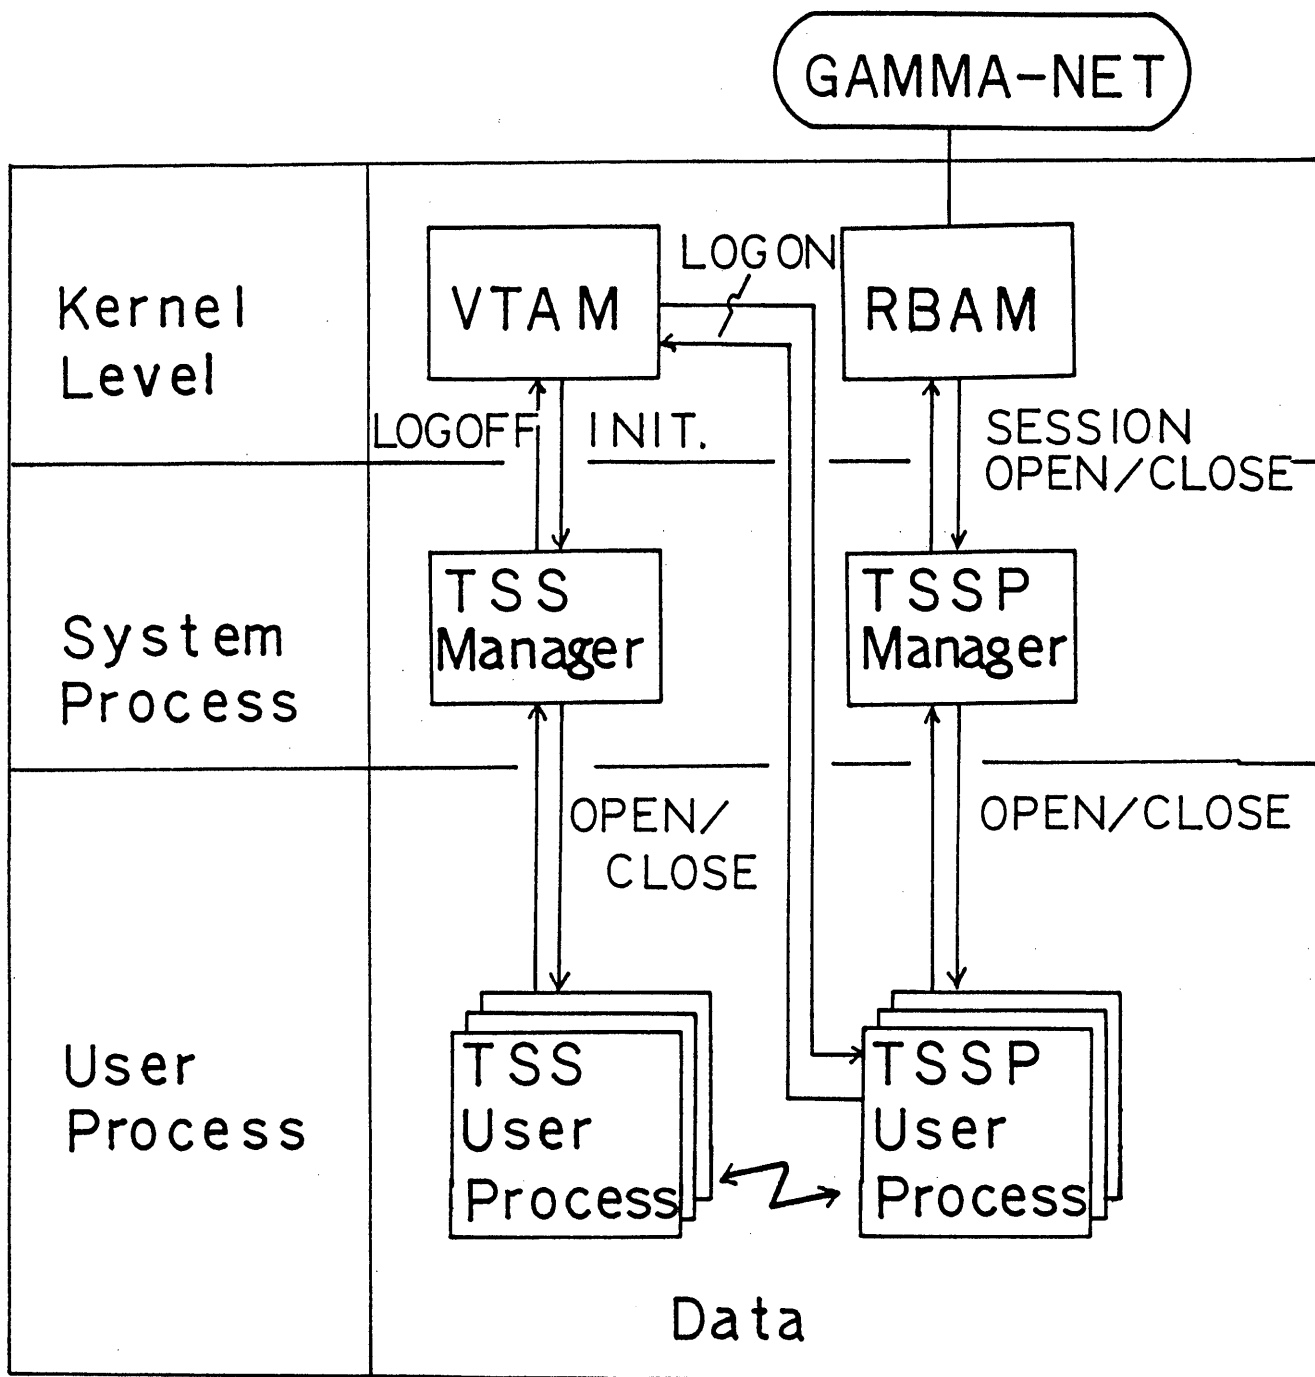 GAMMA-NET
Kernel
Level
VTAM
LOGON
RBAM
LOGOFF
INIT.
SESSION
OPEN/CLOSE
System
Process
TSS
Manager
TSSP
Manager
OPEN/
CLOSE
OPEN/CLOSE
User
Process
TSS
User
Process
TSSP
User
Process
Data